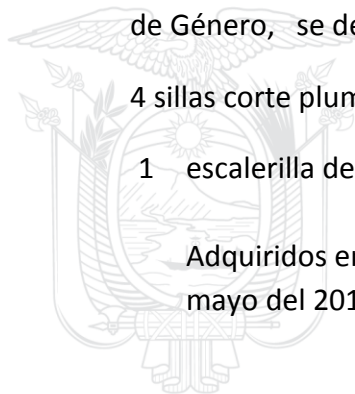 de Género, se de
4 sillas corte plum
1 escalerilla de
Adquiridos en
mayo del 201